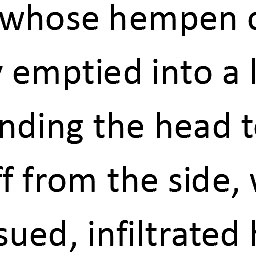 whose hempen
emptied into a
nding the head
ff from the side,
sued, infiltrated